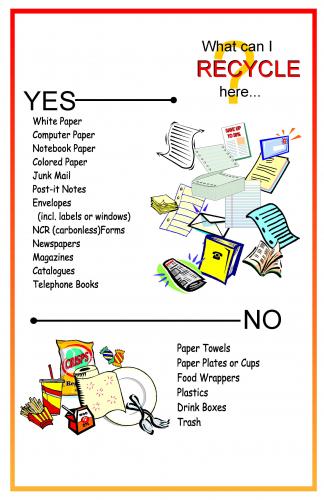 What can I
RECYCLE
here...
?
YES
White Paper
Computer Paper
Notebook Paper
Colored Paper
Junk Mail
Post-it Notes
Envelopes
(incl. labels or windows)
NCR (carbonless)Forms
Newspapers
Magazines
Catalogues
Telephone Books
NO
CRISPS
Paper Towels
Paper Plates or Cups
Food Wrappers
Plastics
Drink Boxes
Trash